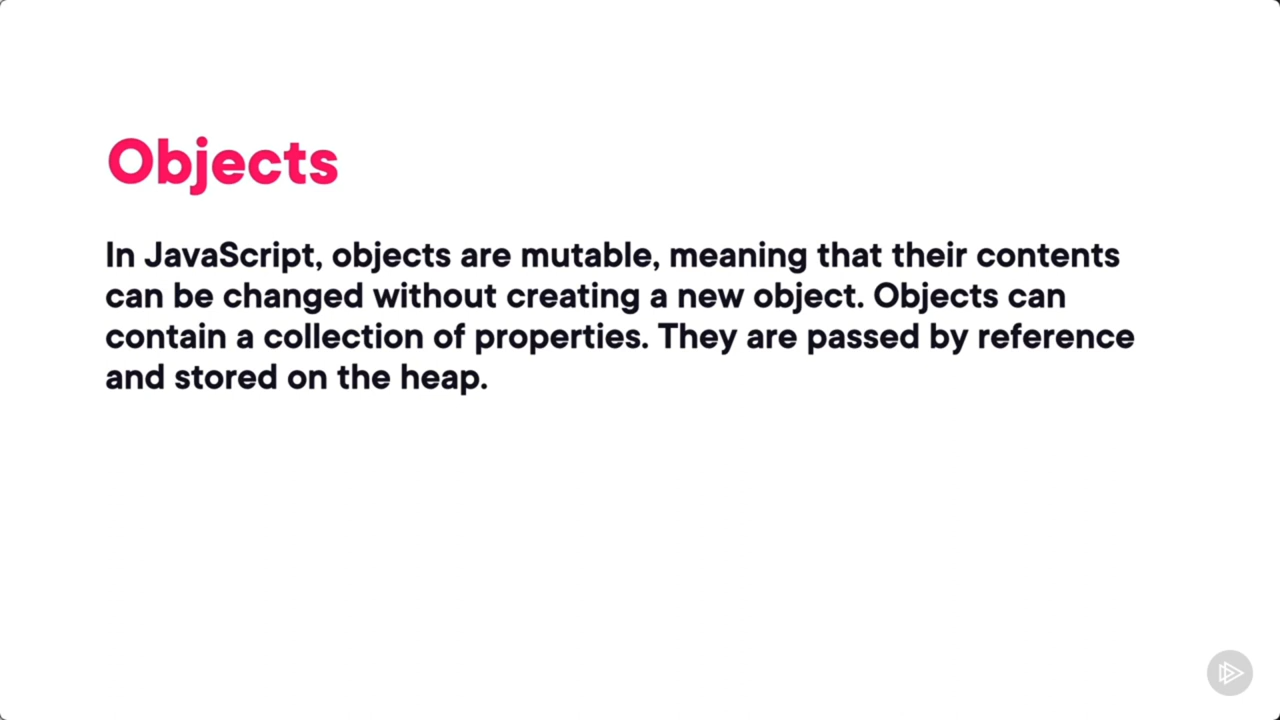 Objects
In JavaScript, objects are mutable, meaning that their contents
can be changed without creating a new object. Objects can
contain a collection of properties. They are passed by reference
and stored on the heap.